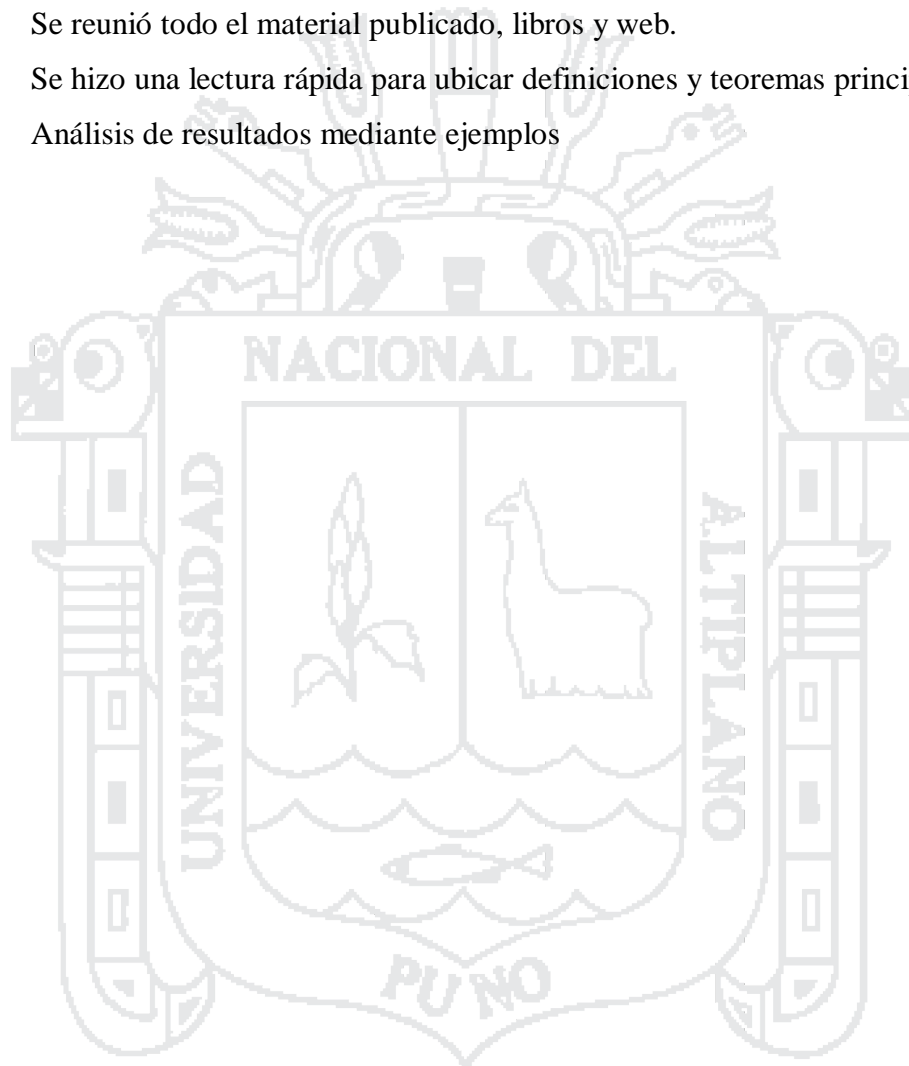 Se reunió todo el material publicado, libros y web.
Se hizo una lectura rápida para ubicar definiciones y teoremas princi
Análisis de resultados mediante ejemplos
NACIONAL DEL
UNIVERSIDAD
ALTIPLANO
PUNO